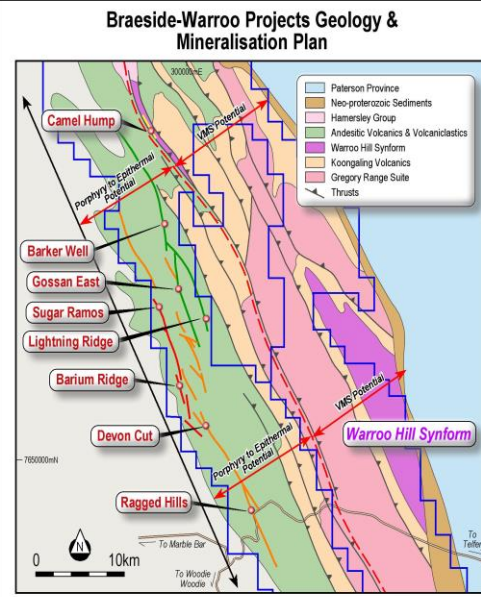 Braeside-Warroo Projects Geology &
Mineralisation Plan
300000mE
Paterson Province
Neo-proterozoic Sediments
Hamersley Group
Andesitic Volcanics & Volcaniclastics
Warroo Hill Synform
Koongaling Volcanics
Gregory Range Suite
Thrusts
Camel Hump
VMS Potential
Porphyry to Epithermal
Potential
Barker Well
Gossan East
Sugar Ramos
Lightning Ridge
Barium Ridge
Devon Cut
VMS Potential
Warroo Hill Synform
Porphyry to Epithermal
Potential
7650000mN
Ragged Hills
N
0 10km
To Marble Bar
To Woodie
Woodie
To
Telfer